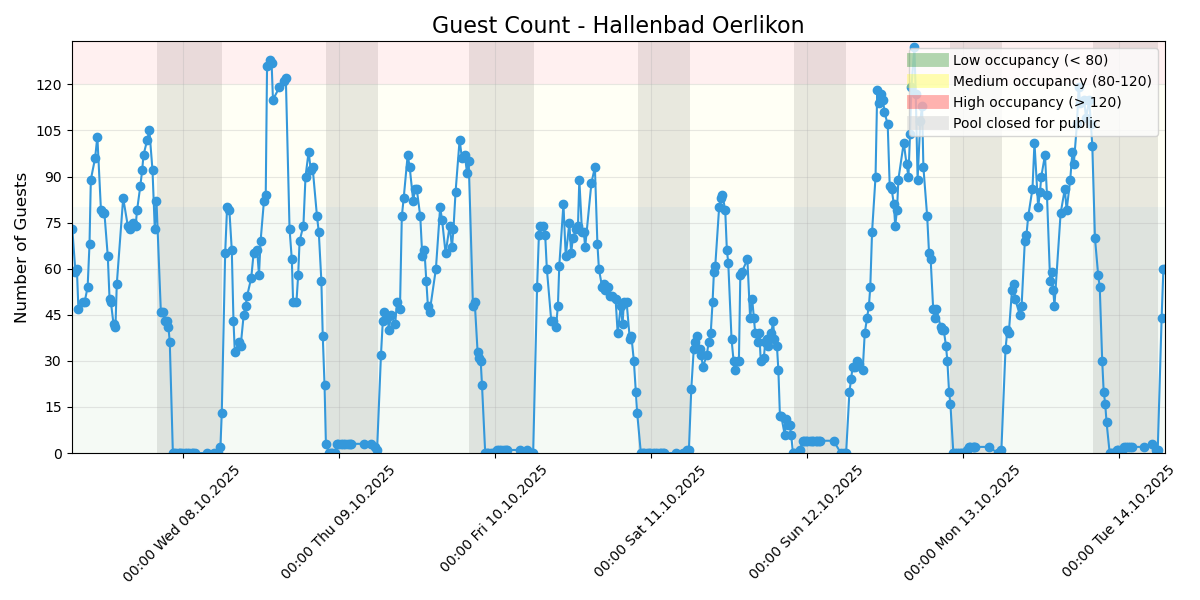 Guest Count - Hallenbad Oerlikon
Number of Guests
120
105
90
75
60
45
30
15
0
Low occupancy (< 80)
Medium occupancy (80-120)
High occupancy (> 120)
Pool closed for public
00:00 Wed 08.10.2025
00:00 Thu 09.10.2025
00:00 Fri 10.10.2025
00:00 Sat 11.10.2025
00:00 Sun 12.10.2025
00:00 Mon 13.10.2025
00:00 Tue 14.10.2025